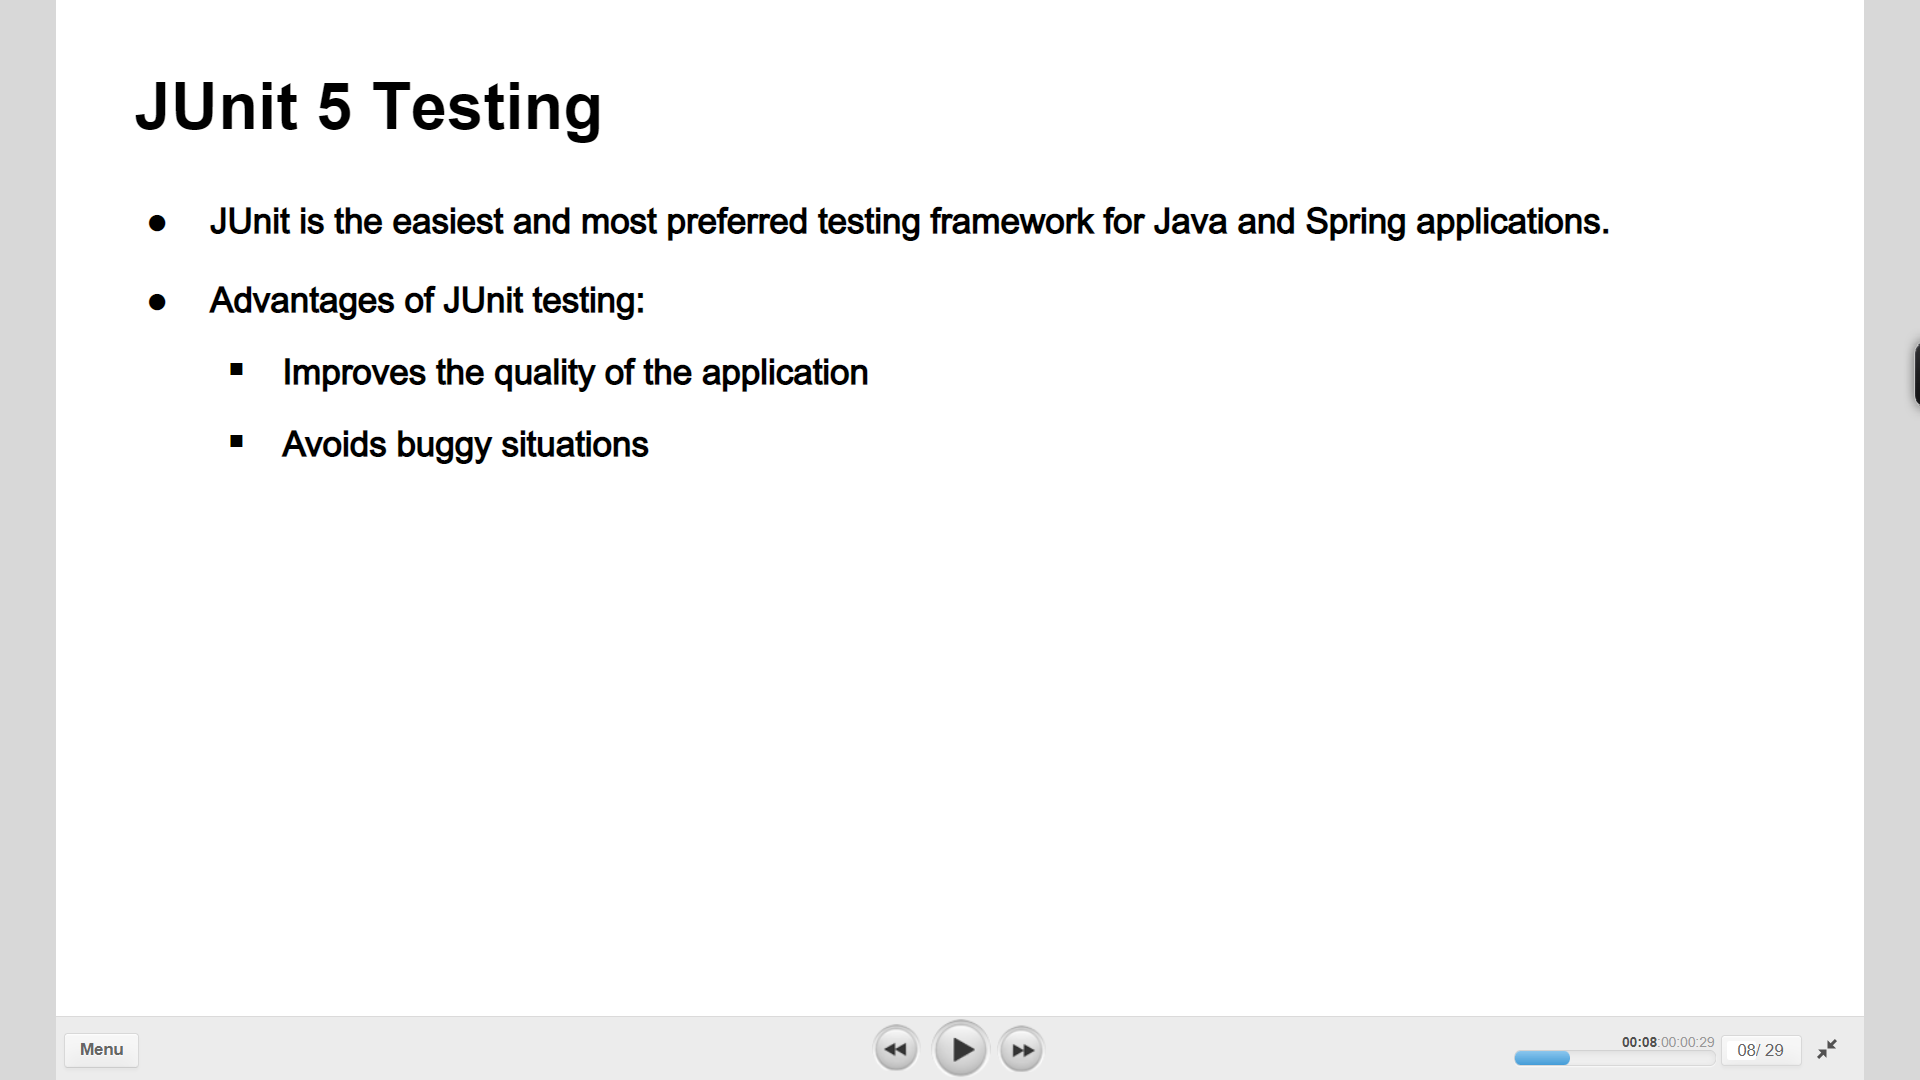 JUnit 5 Testing
● JUnit is the easiest and most preferred testing framework for Java and Spring applications.
● Advantages of JUnit testing:
▪ Improves the quality of the application
▪ Avoids buggy situations
Menu
00:08:00:00:29
08/ 29